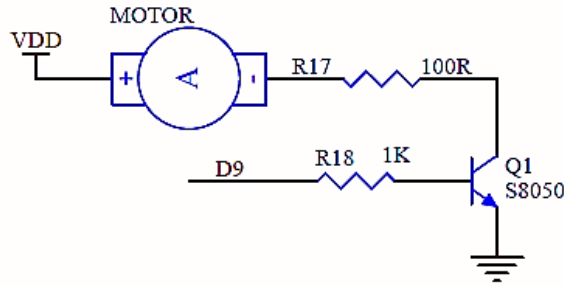 MOTOR
VDD
+ A -
R17 100R
D9 R18 1K
Q1
S8050